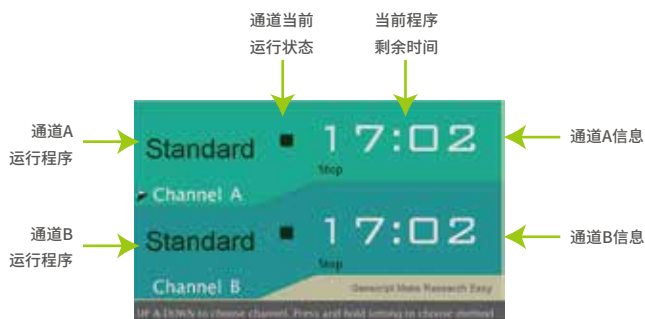 通道当前
运行状态
当前程序
剩余时间
通道A
运行程序
Standard
17:02
Stop
通道A信息
Channel A
通道B
运行程序
Standard
17:02
Stop
通道B信息
Channel B
Genscript Make Research Easy
UP & DOWN to choose channel. Press and hold setting to choose method